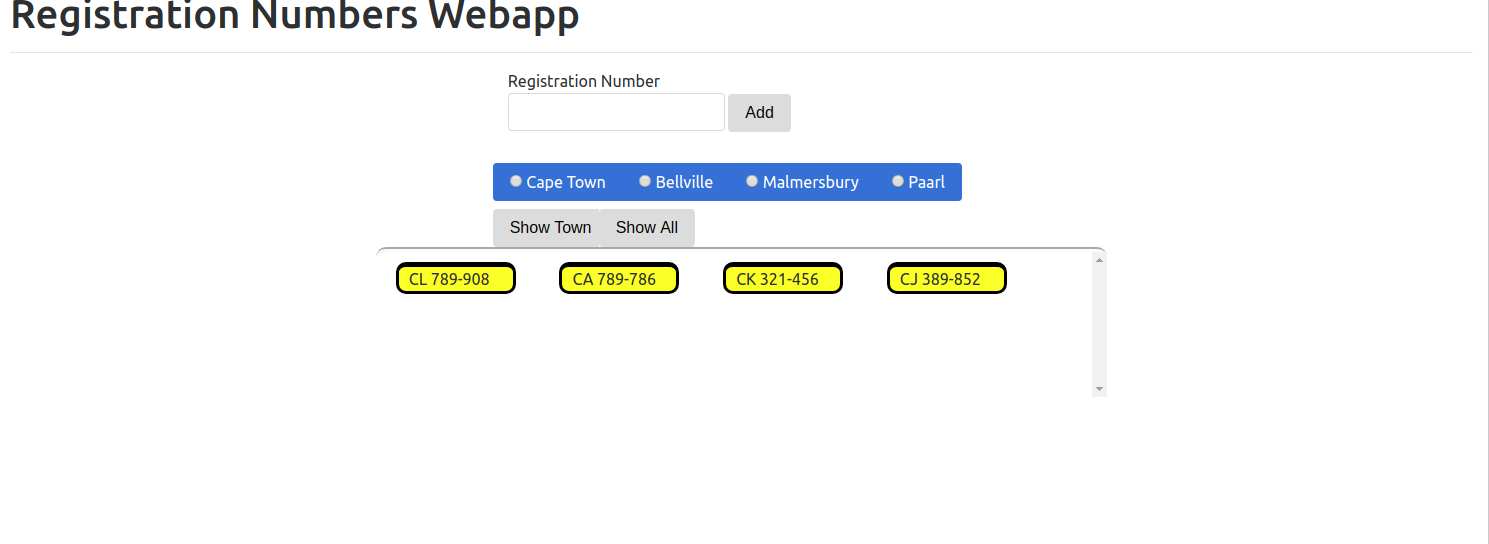 Registration Numbers Webapp
Registration Number
Add
Cape Town Bellville Malmersbury Paarl
Show Town Show All
CL 789-908 CA 789-786 CK 321-456 CJ 389-852